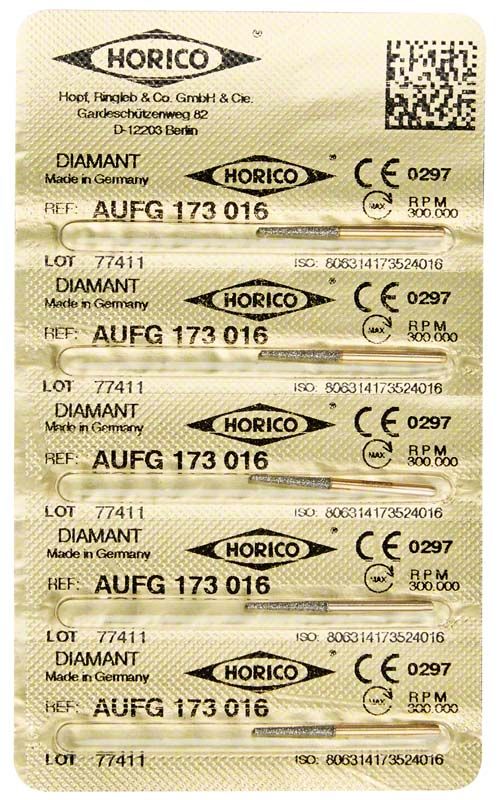 HORICO ®
Hopf, Ringleb & Co. GmbH & Cie.
Gardeschützenweg 82
D-12203 Berlin
DIAMANT HORICO ® CE 0297
Made in Germany
REF: AUFG 173 016 MAX RPM 300.000
LOT 77411 ISO: 806314173524016
DIAMANT HORICO ® CE 0297
Made in Germany
REF: AUFG 173 016 MAX RPM 300.000
LOT 77411 ISO: 806314173524016
DIAMANT HORICO ® CE 0297
Made in Germany
REF: AUFG 173 016 MAX RPM 300.000
LOT 77411 ISO: 806314173524016
DIAMANT HORICO ® CE 0297
Made in Germany
REF: AUFG 173 016 MAX RPM 300.000
LOT 77411 ISO: 806314173524016
DIAMANT HORICO ® CE 0297
Made in Germany
REF: AUFG 173 016 MAX RPM 300.000
LOT 77411 ISO: 806314173524016